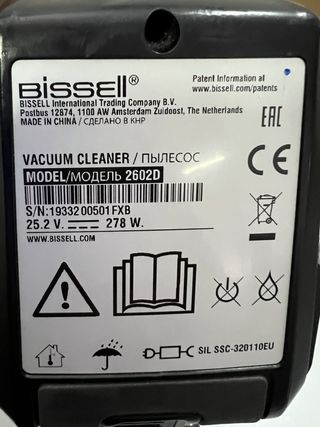 BISSELL®
Patent Information at
www.bissell.com/patents
BISSELL International Trading Company B.V.
Postbus 12874, 1100 AW Amsterdam Zuidoost, The Netherlands
MADE IN CHINA / СДЕЛАНО В КНР
EAC
VACUUM CLEANER / ПЫЛЕСОС
CE
MODEL/МОДЕЛЬ 2602D
S/N:193320050​1FXB
25.2 V. 278 W.
WWW.BISSELL.COM
SIL SSC-320110EU